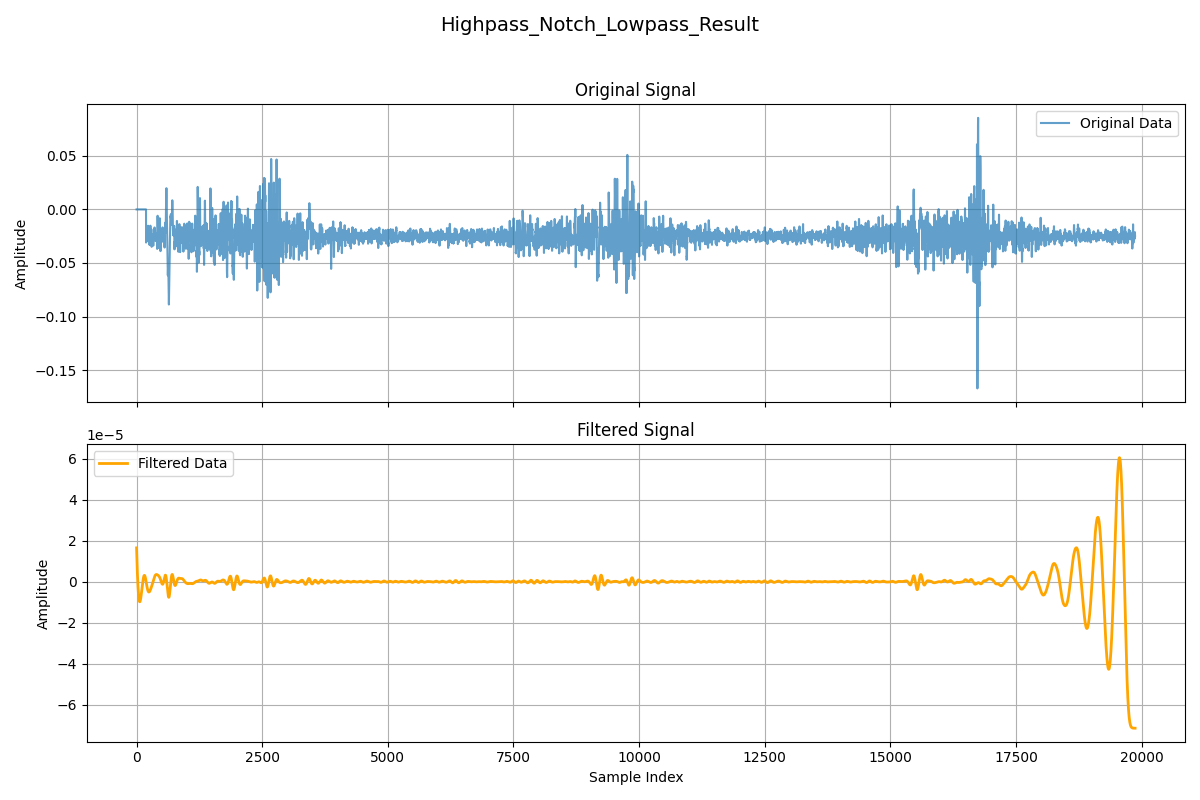 Highpass_Notch_Lowpass_Result
Original Signal
Original Data
Amplitude
0.05
0.00
−0.05
−0.10
−0.15
1e−5
Filtered Signal
Filtered Data
Amplitude
6
4
2
0
−2
−4
−6
0 2500 5000 7500 10000 12500 15000 17500 20000
Sample Index